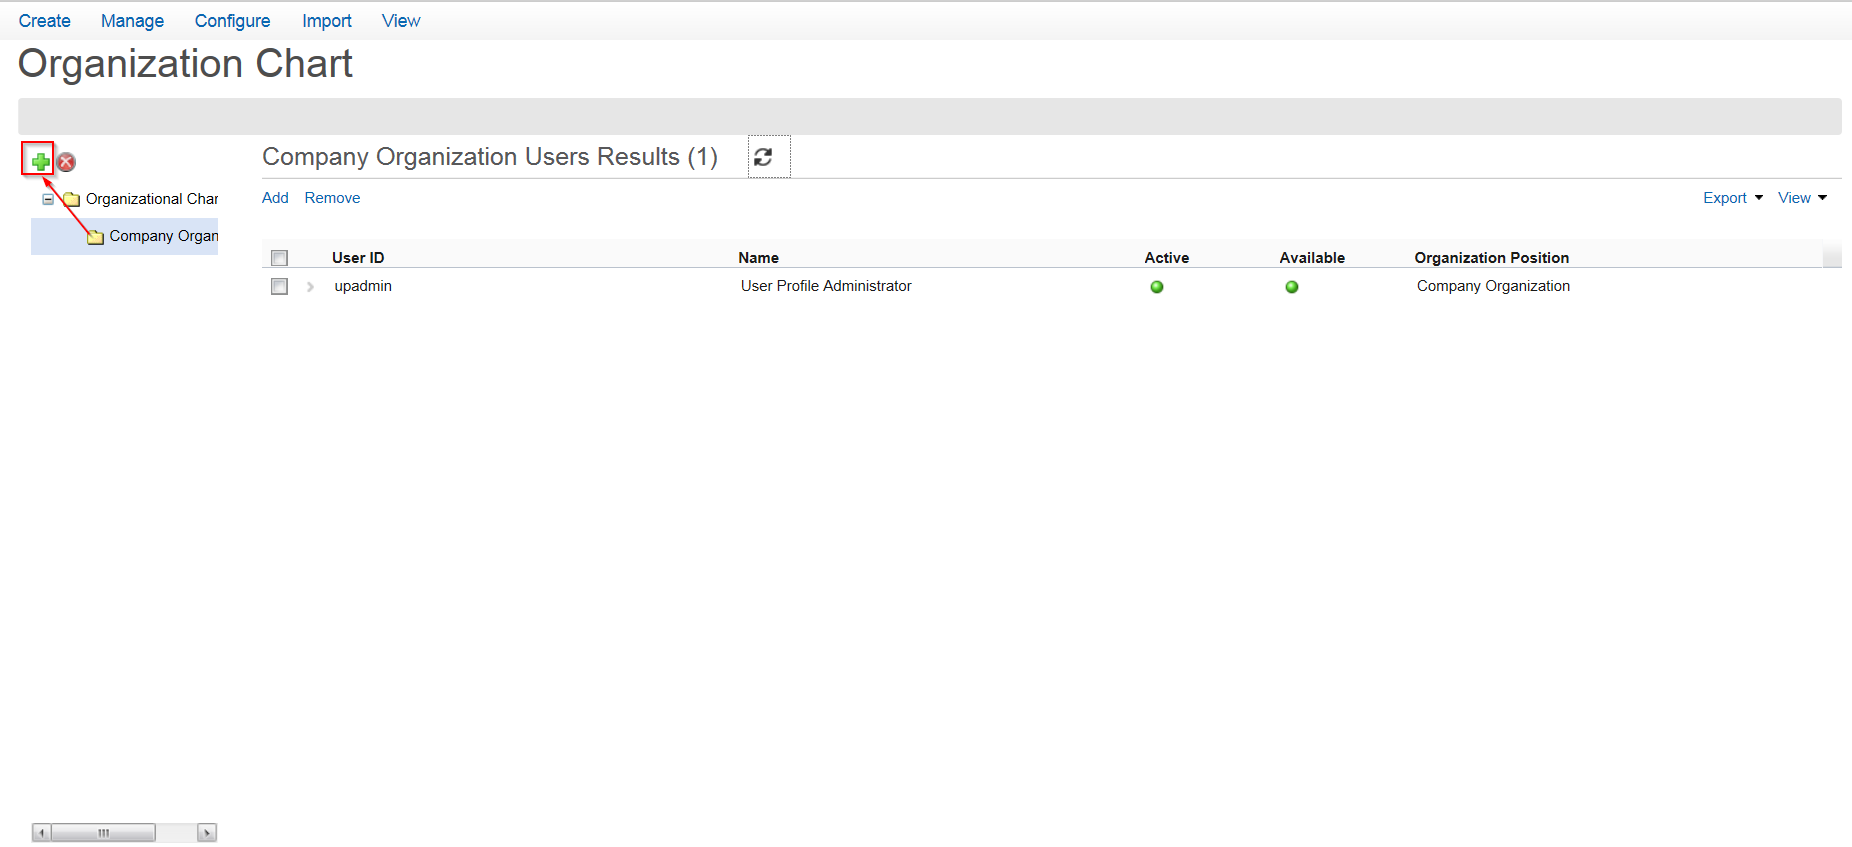 Create Manage Configure Import View
Organization Chart
Company Organization Users Results (1)
Organizational Char
Company Organ
Add Remove
Export View
User ID Name Active Available Organization Position
upadmin User Profile Administrator Company Organization